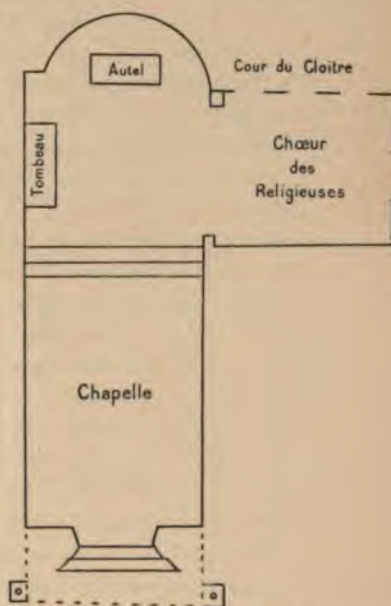 Autel
Cour du Cloitre
Tombeau
Chœur
des
Religieuses
Chapelle